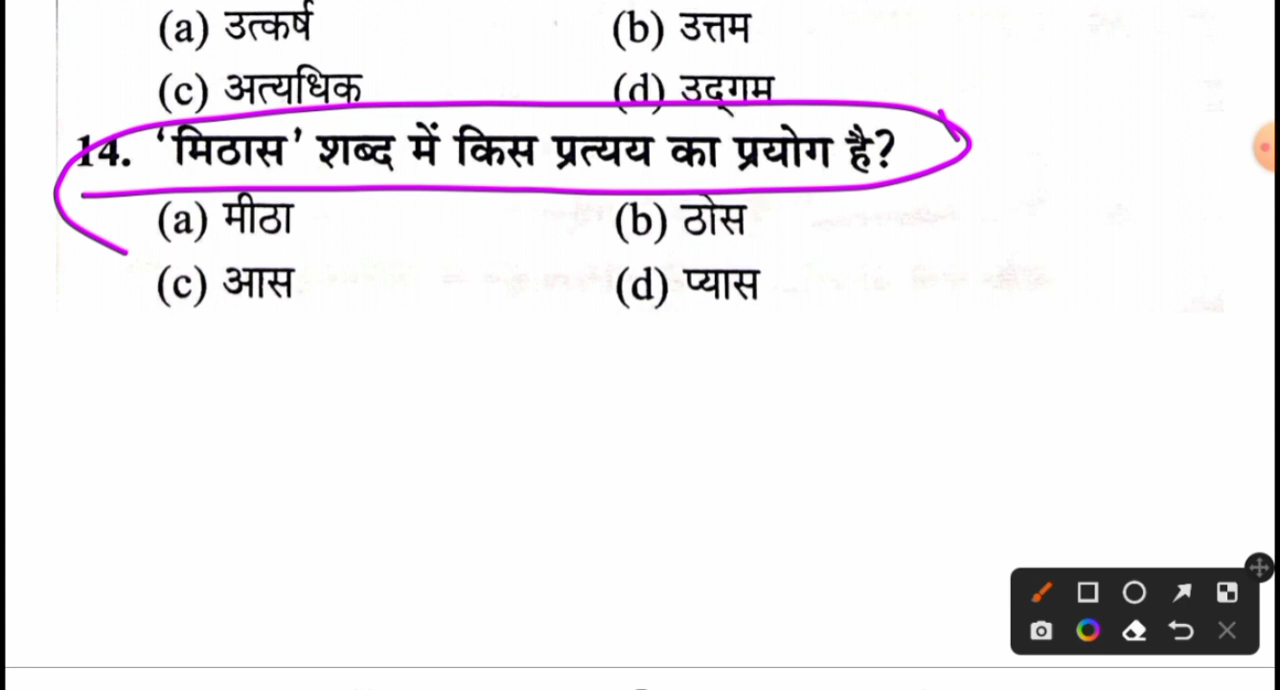 (a) उत्कर्ष (b) उत्तम
(c) अत्यधिक (d) उद्‌गम
14. ‘मिठास’ शब्द में किस प्रत्यय का प्रयोग है?
(a) मीठा (b) ठोस
(c) आस (d) प्यास